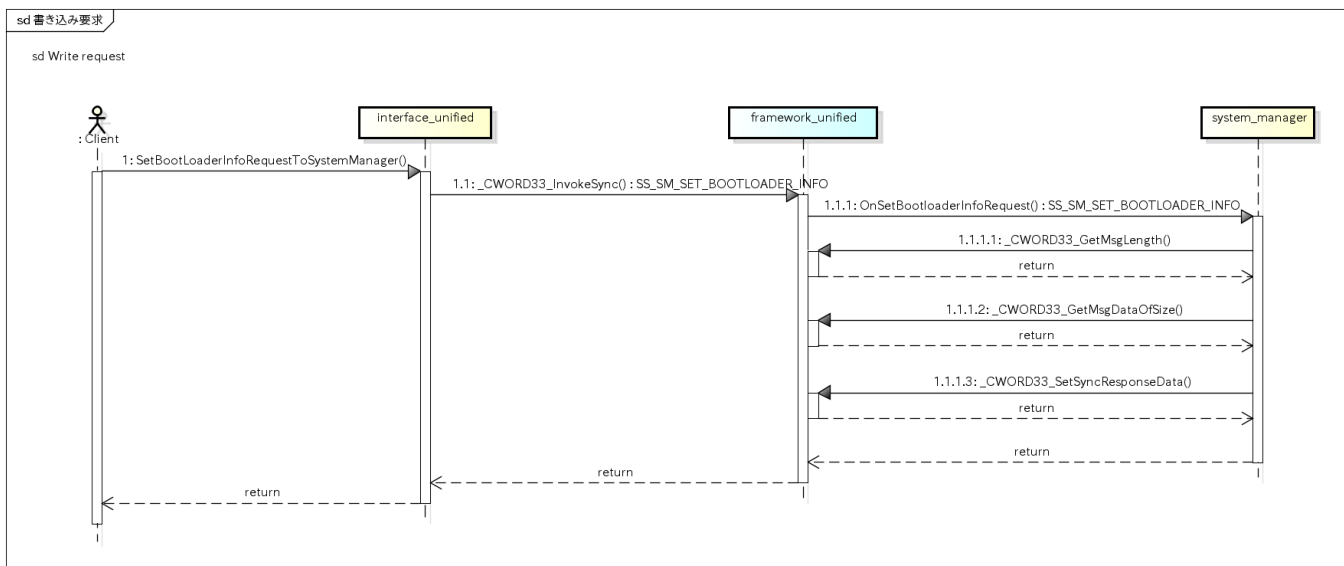 sd 書き込み要求
sd Write request
: Client
interface_unified
framework_unified
system_manager
1: SetBootLoaderInfoRequestToSystemManager()
1.1: _CWORD33_InvokeSync() : SS_SM_SET_BOOTLOADER_INFO
1.1.1: OnSetBootloaderInfoRequest() : SS_SM_SET_BOOTLOADER_INFO
1.1.1.1: _CWORD33_GetMsgLength()
return
1.1.1.2: _CWORD33_GetMsgDataOfSize()
return
1.1.1.3: _CWORD33_SetSyncResponseData()
return
return
return
return